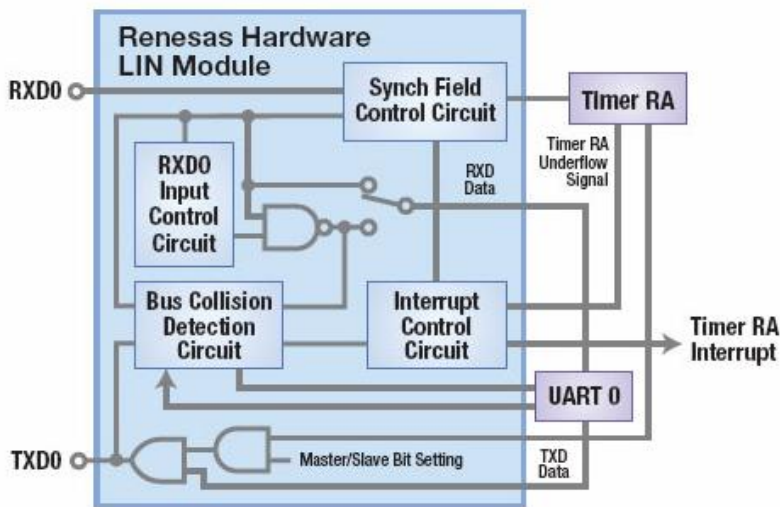 Renesas Hardware
LIN Module
RXD0
Synch Field
Control Circuit
Timer RA
Timer RA
Underflow
Signal
RXD
Data
RXD0
Input
Control
Circuit
Bus Collision
Detection
Circuit
Interrupt
Control
Circuit
Timer RA
Interrupt
UART 0
TXD0
Master/Slave Bit Setting
TXD
Data